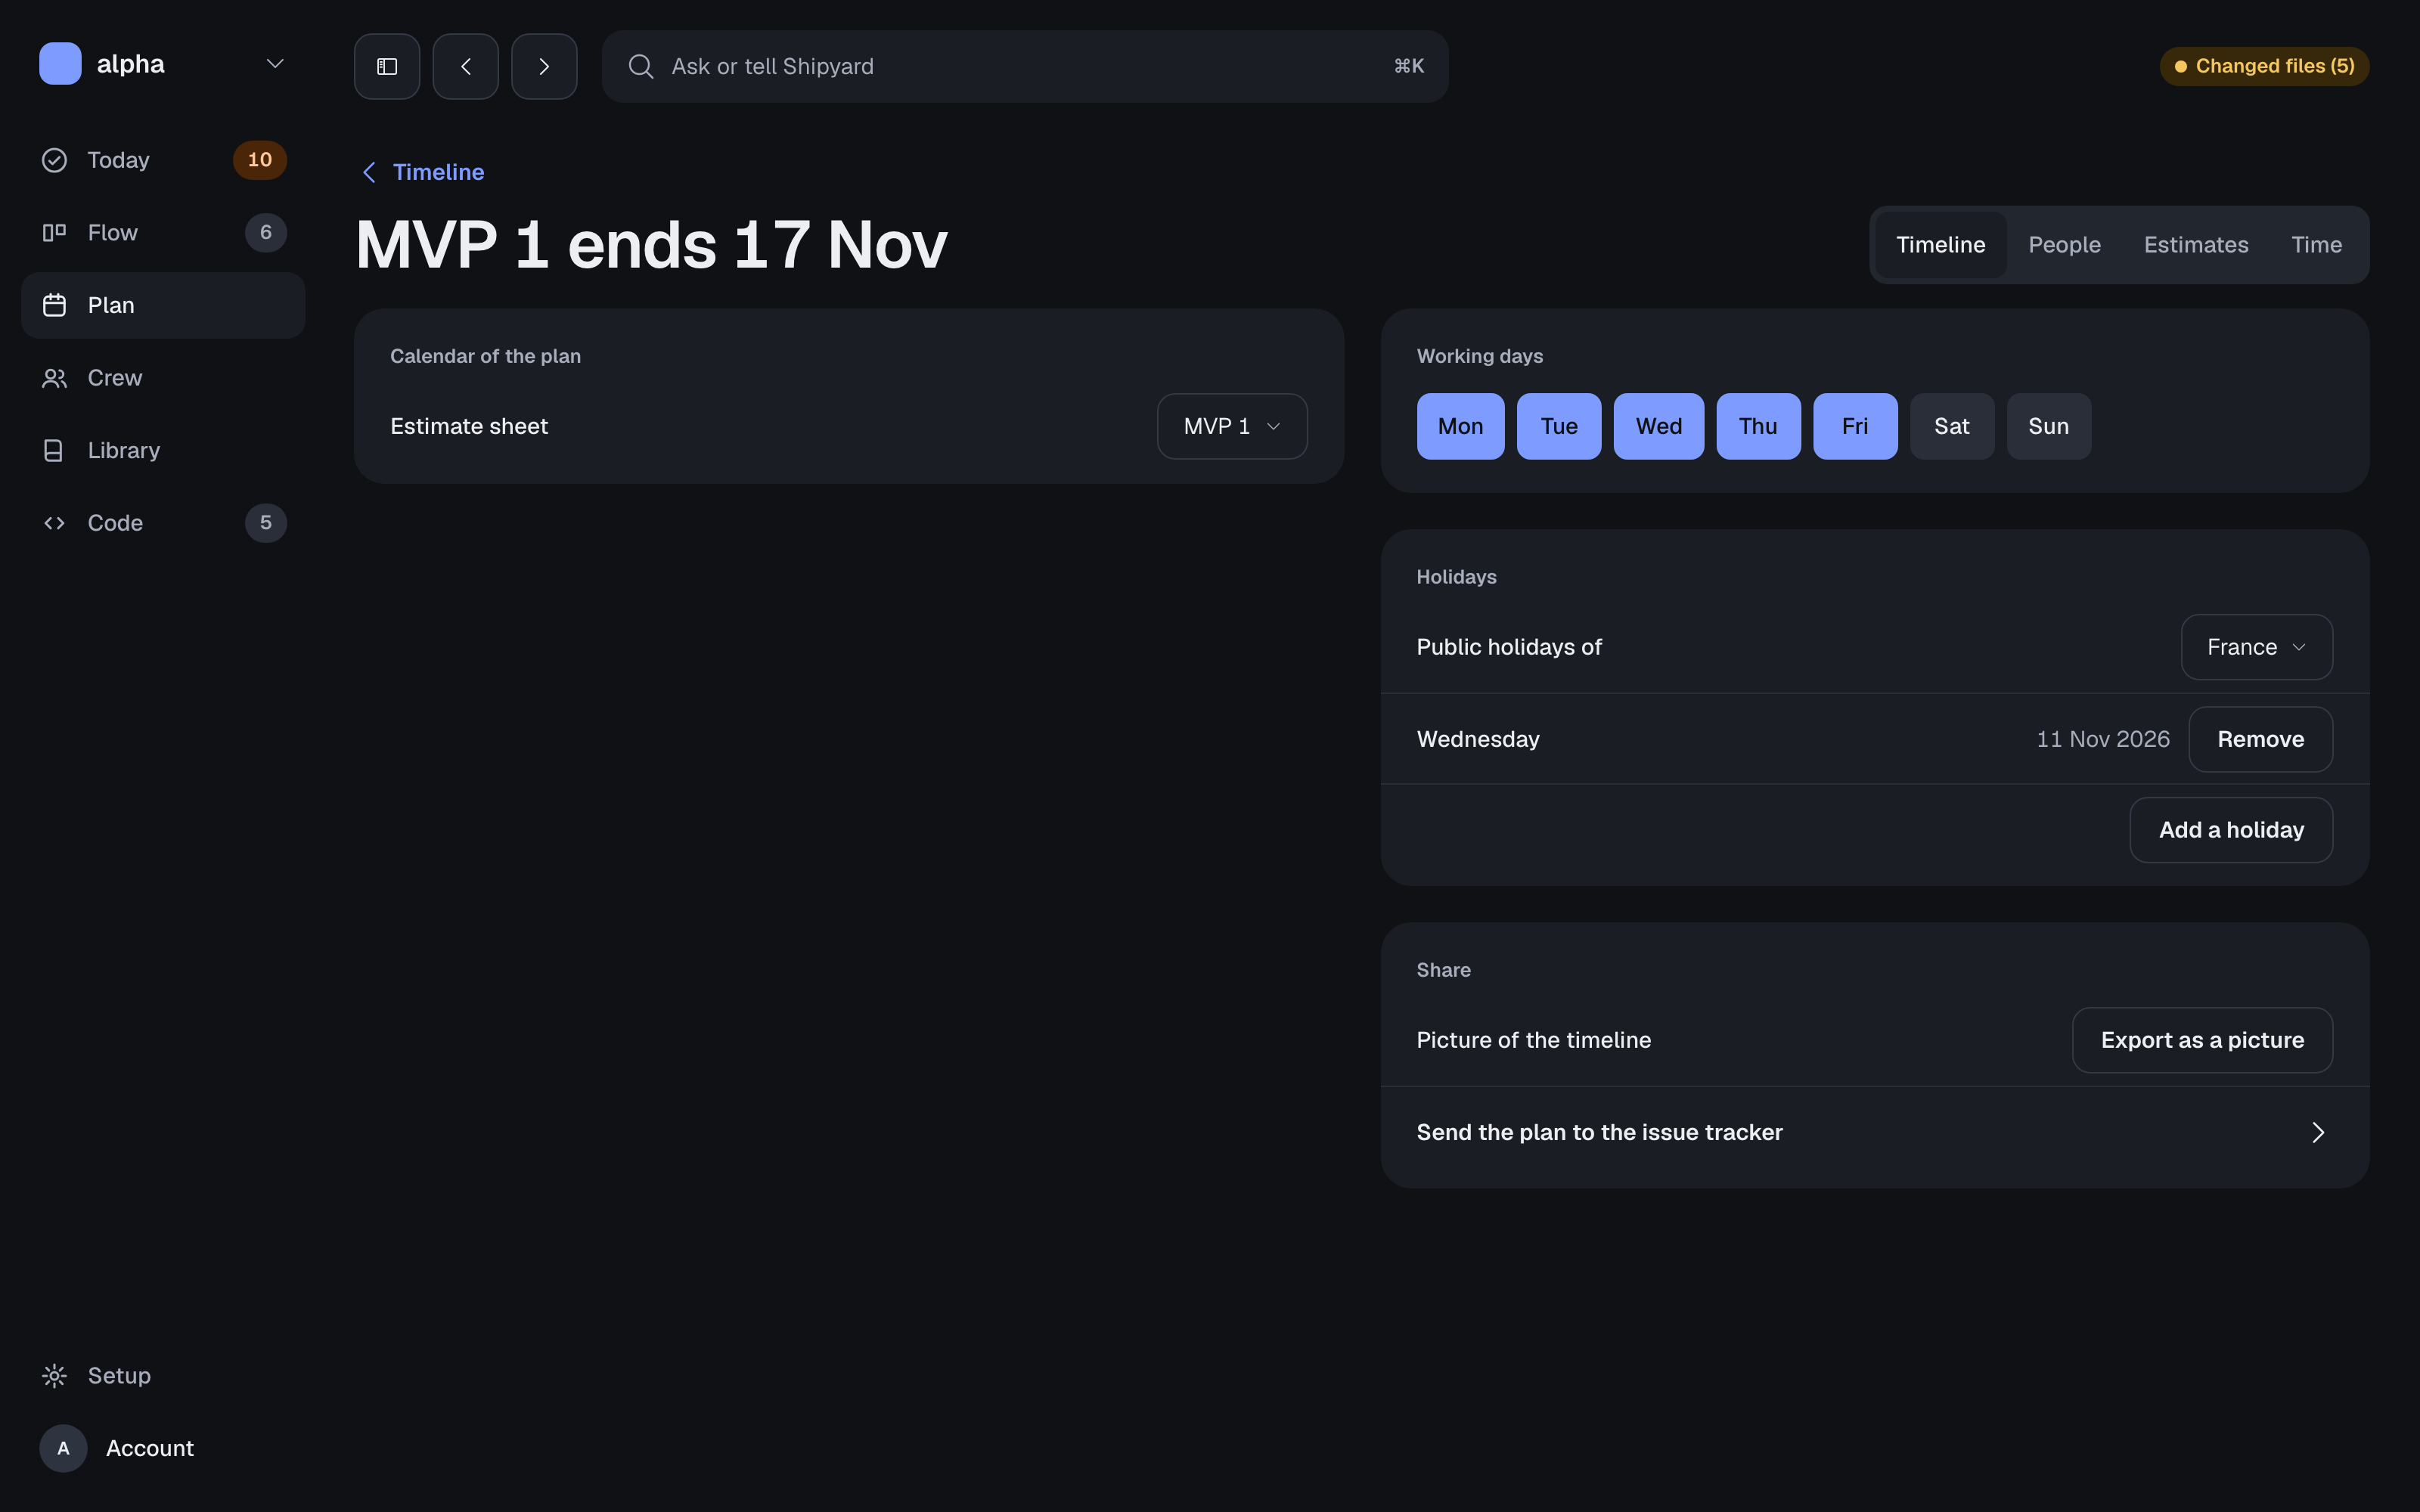 alpha
Ask or tell Shipyard
⌘K
Changed files (5)
Today
10
Flow
6
Plan
Crew
Library
Code
5
Setup
A
Account
Timeline
MVP 1 ends 17 Nov
Timeline
People
Estimates
Time
Calendar of the plan
Estimate sheet
MVP 1
Working days
Mon
Tue
Wed
Thu
Fri
Sat
Sun
Holidays
Public holidays of
France
Wednesday
11 Nov 2026
Remove
Add a holiday
Share
Picture of the timeline
Export as a picture
Send the plan to the issue tracker